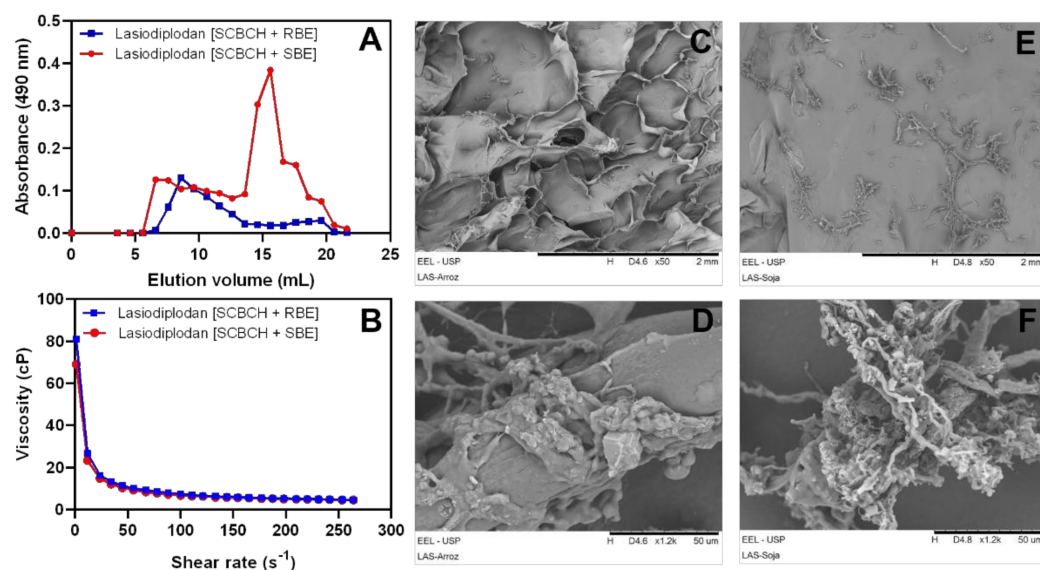 A
Lasiodiplodan [SCBCH + RBE]
Lasiodiplodan [SCBCH + SBE]
Absorbance (490 nm)
0.5
0.4
0.3
0.2
0.1
0.0
0 5 10 15 20 25
Elution volume (mL)
B
Lasiodiplodan [SCBCH + RBE]
Lasiodiplodan [SCBCH + SBE]
Viscosity (cP)
100
80
60
40
20
0
0 50 100 150 200 250 300
Shear rate (s⁻¹)
C
EEL - USP H D4.6 x50 2 mm
LAS-Arroz
D
EEL - USP H D4.6 x1.2k 50 um
LAS-Arroz
E
EEL - USP H D4.8 x50 2 mm
LAS-Soja
F
EEL - USP H D4.8 x1.2k 50 um
LAS-Soja